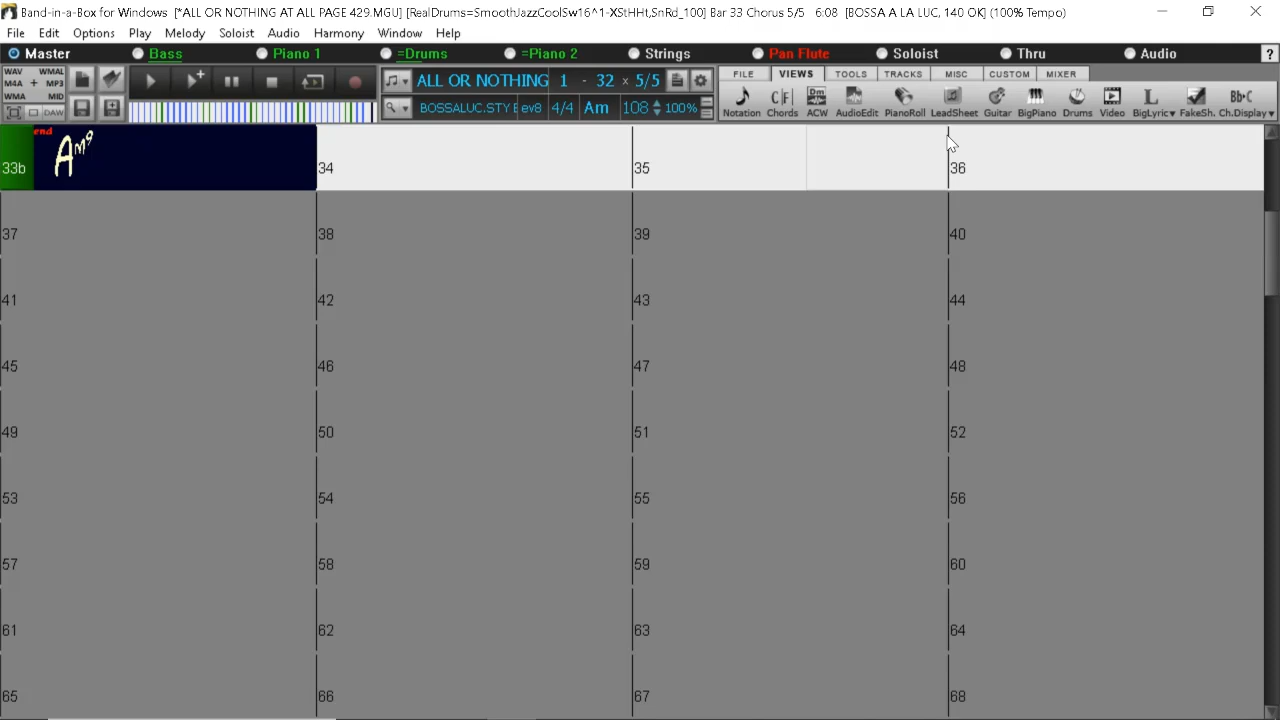 Band-in-a-Box for Windows [*ALL OR NOTHING AT ALL PAGE 429.MGU] [RealDrums=SmoothJazzCoolSw16^1-XStHHt,SnRd_100] Bar 33 Chorus 5/5 6:08 [BOSSA A LA LUC, 140 OK] (100% Tempo)
File Edit Options Play Melody Soloist Audio Harmony Window Help
Master Bass Piano 1 =Drums =Piano 2 Strings Pan Flute Soloist Thru Audio ?
WAV WMAL
M4A + MP3
WMA MID
DAW
ALL OR NOTHING 1 - 32 x 5/5
BOSSALUC.STY E ev8 4/4 Am 108 100%
FILE VIEWS TOOLS TRACKS MISC CUSTOM MIXER
Notation Chords ACW AudioEdit PianoRoll LeadSheet Guitar BigPiano Drums Video BigLyric FakeSh. Ch.Display
end
33b Am9 34 35 36
37 38 39 40
41 42 43 44
45 46 47 48
49 50 51 52
53 54 55 56
57 58 59 60
61 62 63 64
65 66 67 68